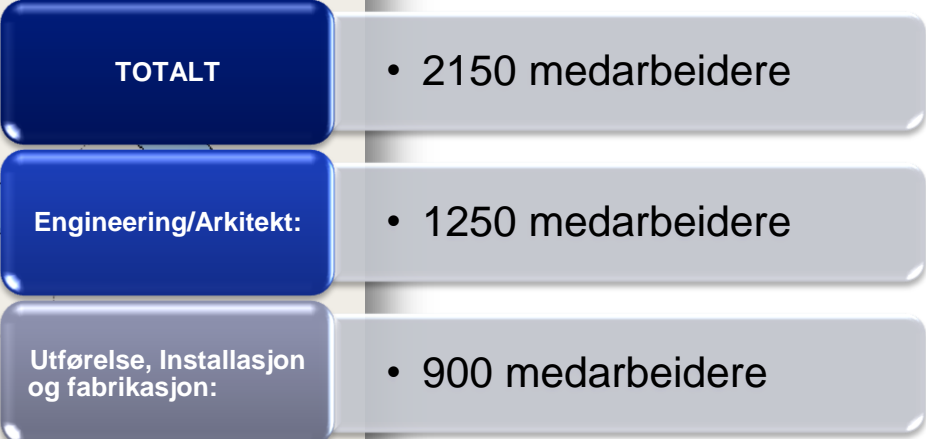 TOTALT
• 2150 medarbeidere
Engineering/Arkitekt:
• 1250 medarbeidere
Utførelse, Installasjon
og fabrikasjon:
• 900 medarbeidere